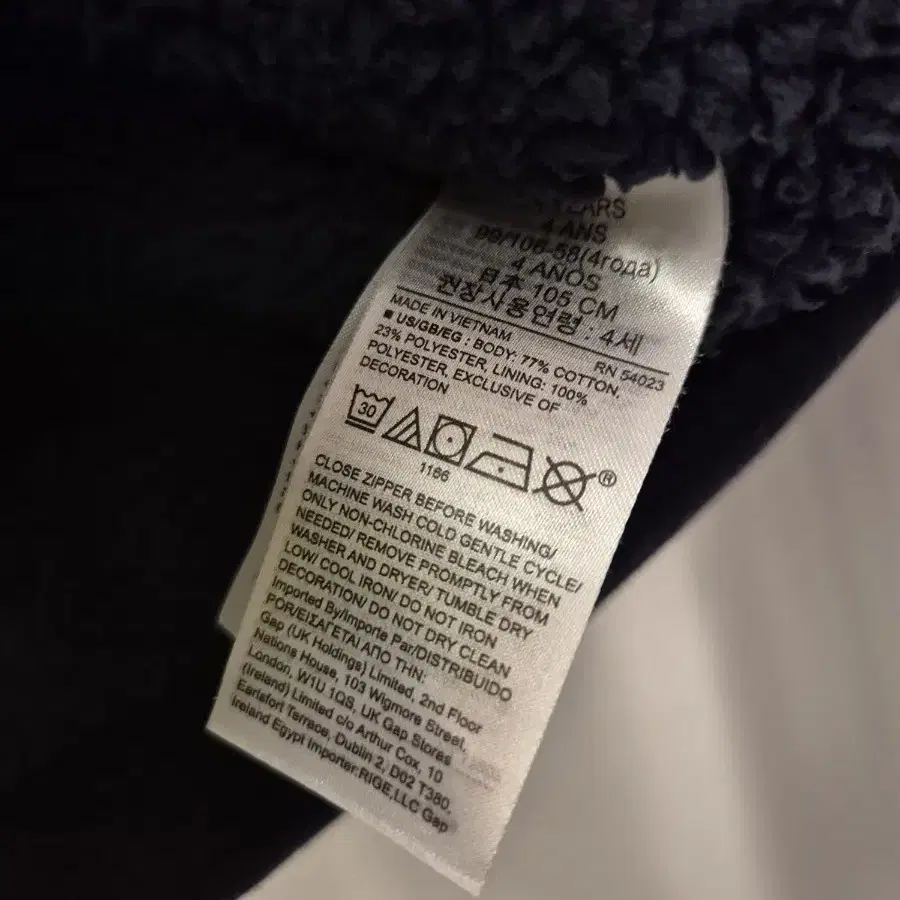 YEARS
4 ANS
99/106-58(4года)
4 AÑOS
日本 105 CM
권장사용연령 : 4세
MADE IN VIETNAM RN 54023
■ US/GB/EG : BODY: 77% COTTON,
23% POLYESTER, LINING: 100%
POLYESTER, EXCLUSIVE OF
DECORATION
30
®
1166
CLOSE ZIPPER BEFORE WASHING/
MACHINE WASH COLD GENTLE CYCLE/
ONLY NON-CHLORINE BLEACH WHEN
NEEDED/ REMOVE PROMPTLY FROM
WASHER AND DRYER/ TUMBLE DRY
LOW/ COOL IRON/ DO NOT IRON
DECORATION/ DO NOT DRY CLEAN
Imported By/Importe Par/DISTRIBUIDO
POR/ΕΙΣΑΓΕΤΑΙ ΑΠΟ ΤΗΝ:
Gap (UK Holdings) Limited, 2nd Floor
Nations House, 103 Wigmore Street,
London, W1U 1QS, UK Gap Stores
(Ireland) Limited c/o Arthur Cox, 10
Earlsfort Terrace, Dublin 2, D02 T380,
Ireland Egypt Importer:RIGE,LLC Gap